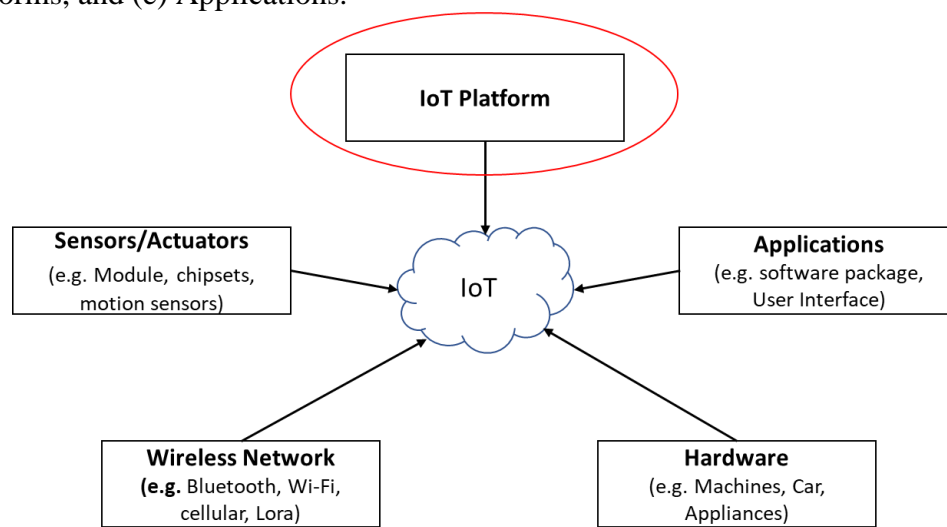 orms, and (e) Applications.
IoT Platform
Sensors/Actuators
(e.g. Module, chipsets,
motion sensors)
IoT
Applications
(e.g. software package,
User Interface)
Wireless Network
(e.g. Bluetooth, Wi-Fi,
cellular, Lora)
Hardware
(e.g. Machines, Car,
Appliances)